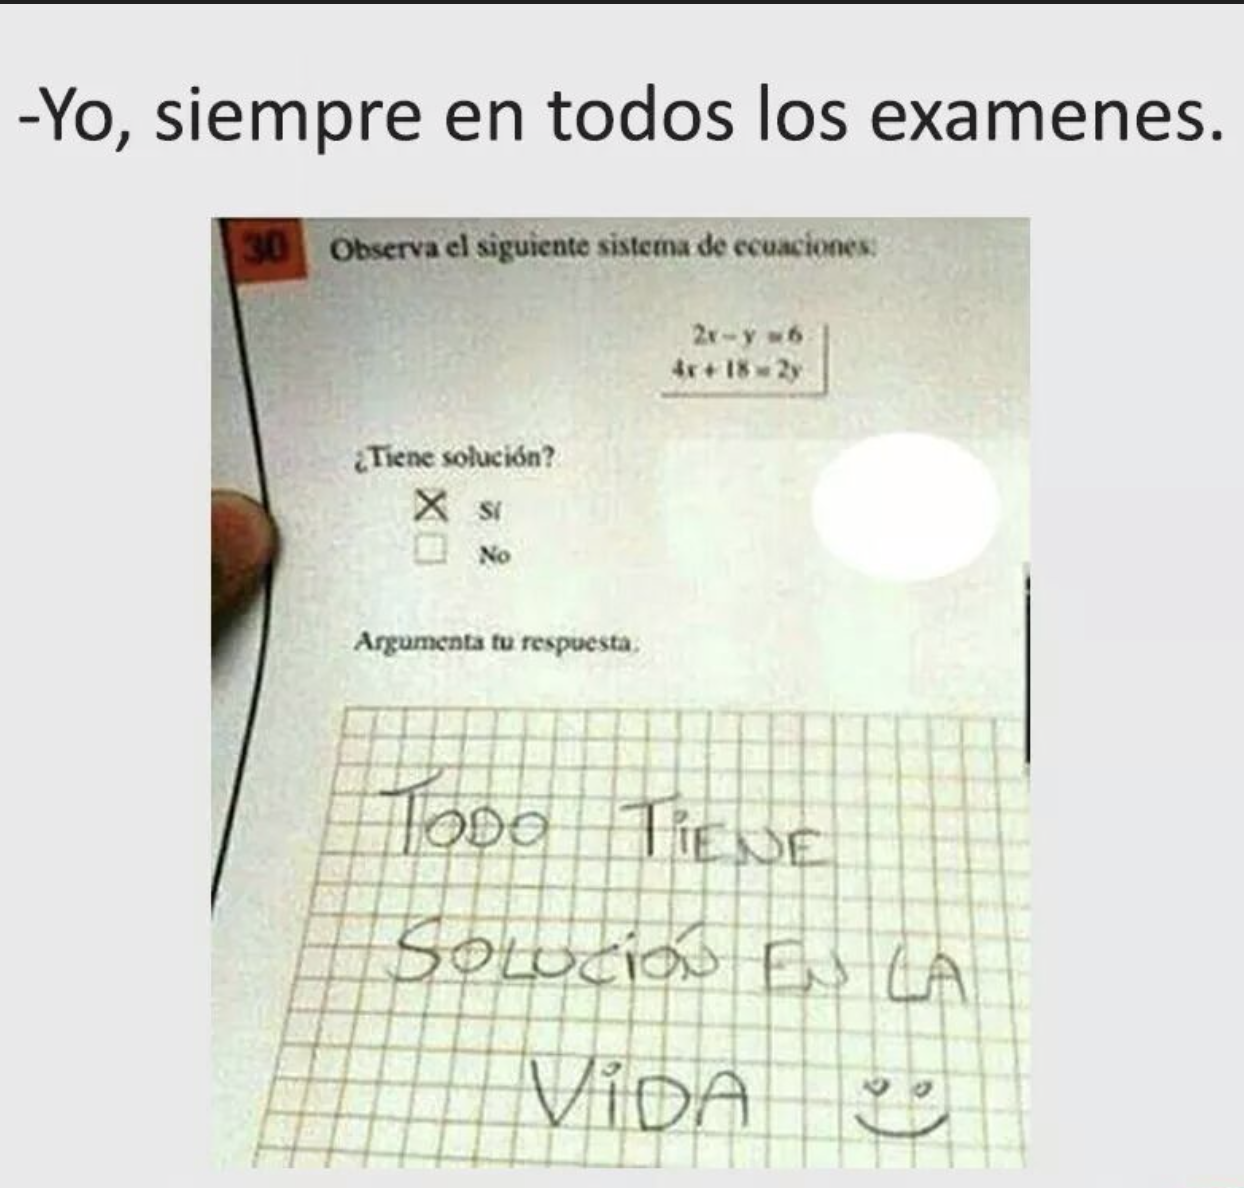 -Yo, siempre en todos los examenes.
30
Observa el siguiente sistema de ecuaciones:
2x - y = 6
4x + 18 = 2y
¿Tiene solución?
X Sí
No
Argumenta tu respuesta.
TODO TiENE
SOLUCiÓN EN LA
ViDA